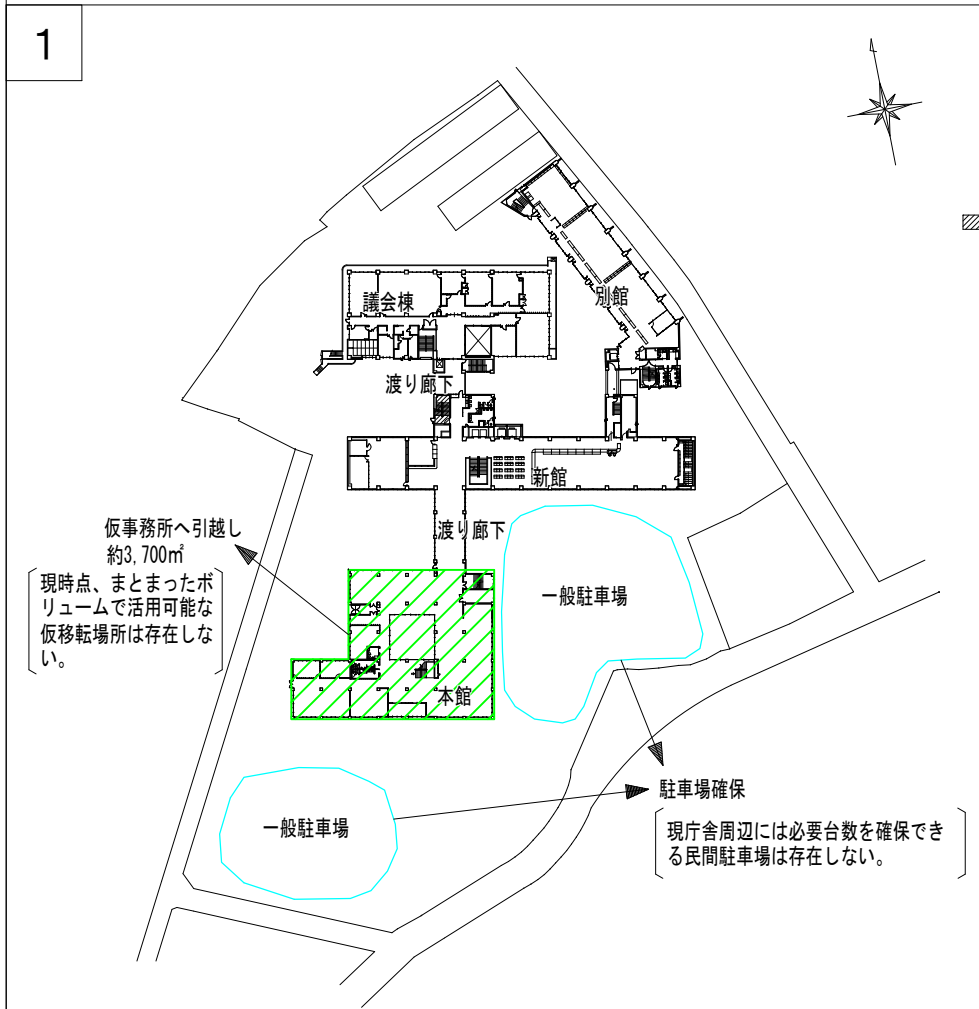 1
議会棟
別館
渡り廊下
新館
渡り廊下
仮事務所へ引越し
約3,700㎡
現時点、まとまったボ
リュームで活用可能な
仮移転場所は存在しな
い。
一般駐車場
本館
駐車場確保
一般駐車場
現庁舎周辺には必要台数を確保でき
る民間駐車場は存在しない。